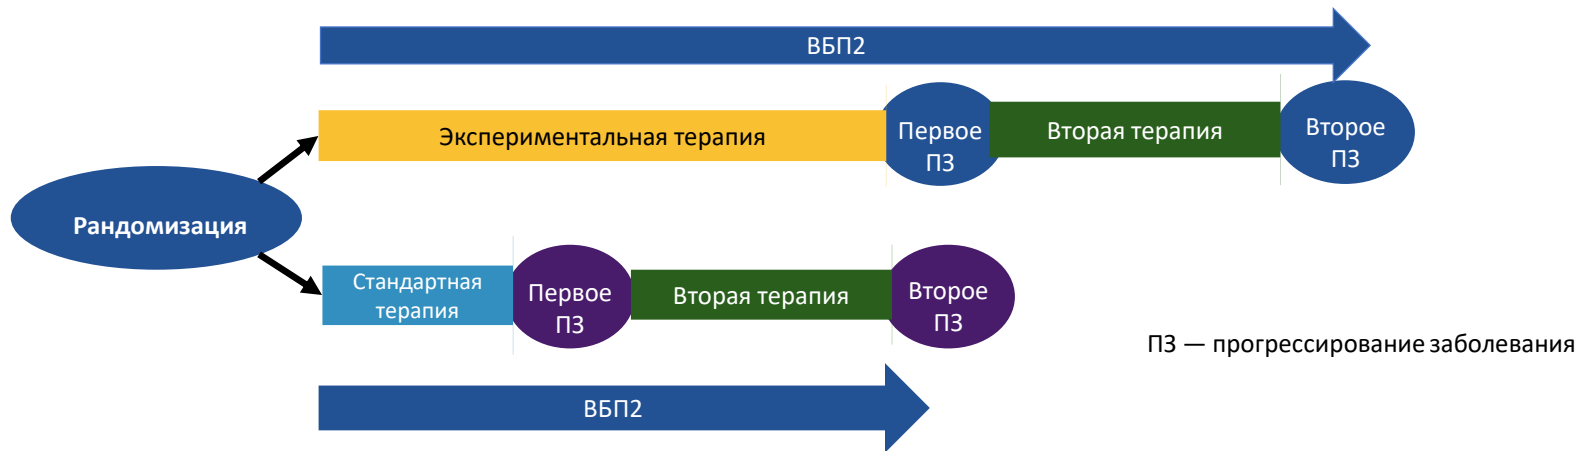 ВБП2
Экспериментальная терапия
Первое
ПЗ
Вторая терапия
Второе
ПЗ
Рандомизация
Стандартная
терапия
Первое
ПЗ
Вторая терапия
Второе
ПЗ
ПЗ — прогрессирование заболевания
ВБП2